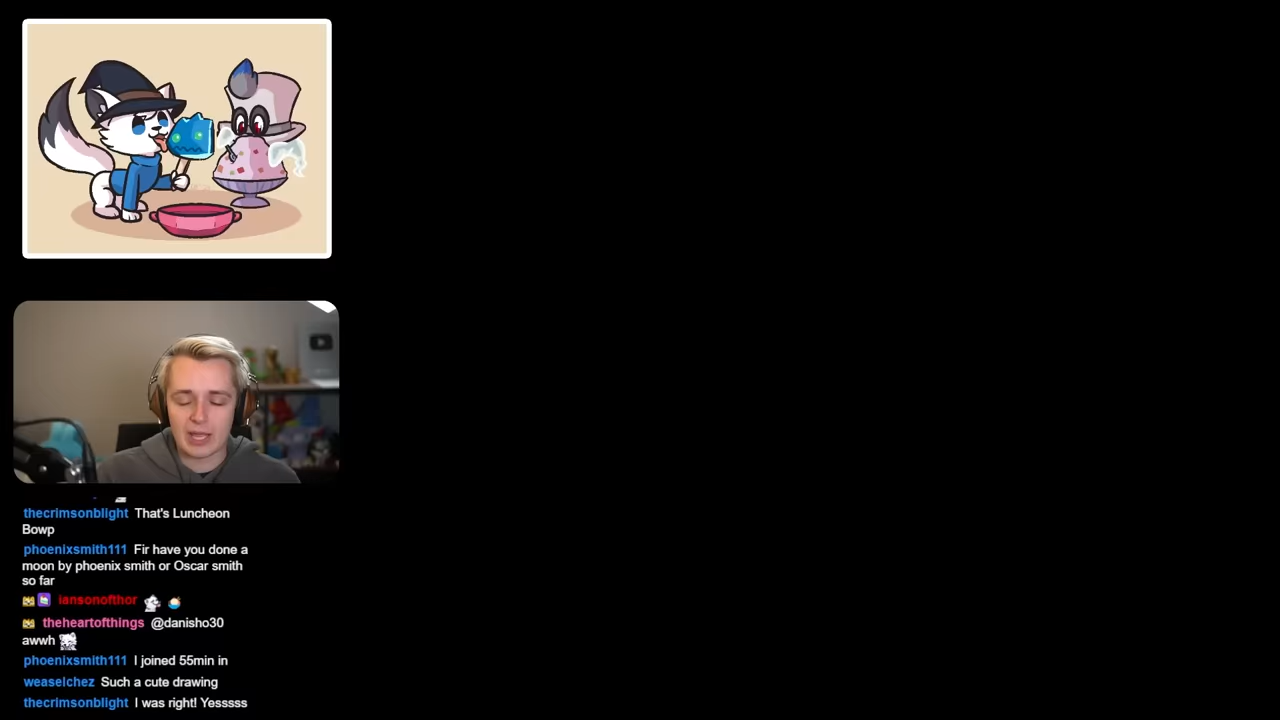 thecrimsonblight That's Luncheon
Bowp
phoenixsmith111 Fir have you done a
moon by phoenix smith or Oscar smith
so far
iansonofthor
theheartofthings @danisho30
awwh
phoenixsmith111 I joined 55min in
weaselchez Such a cute drawing
thecrimsonblight I was right! Yesssss